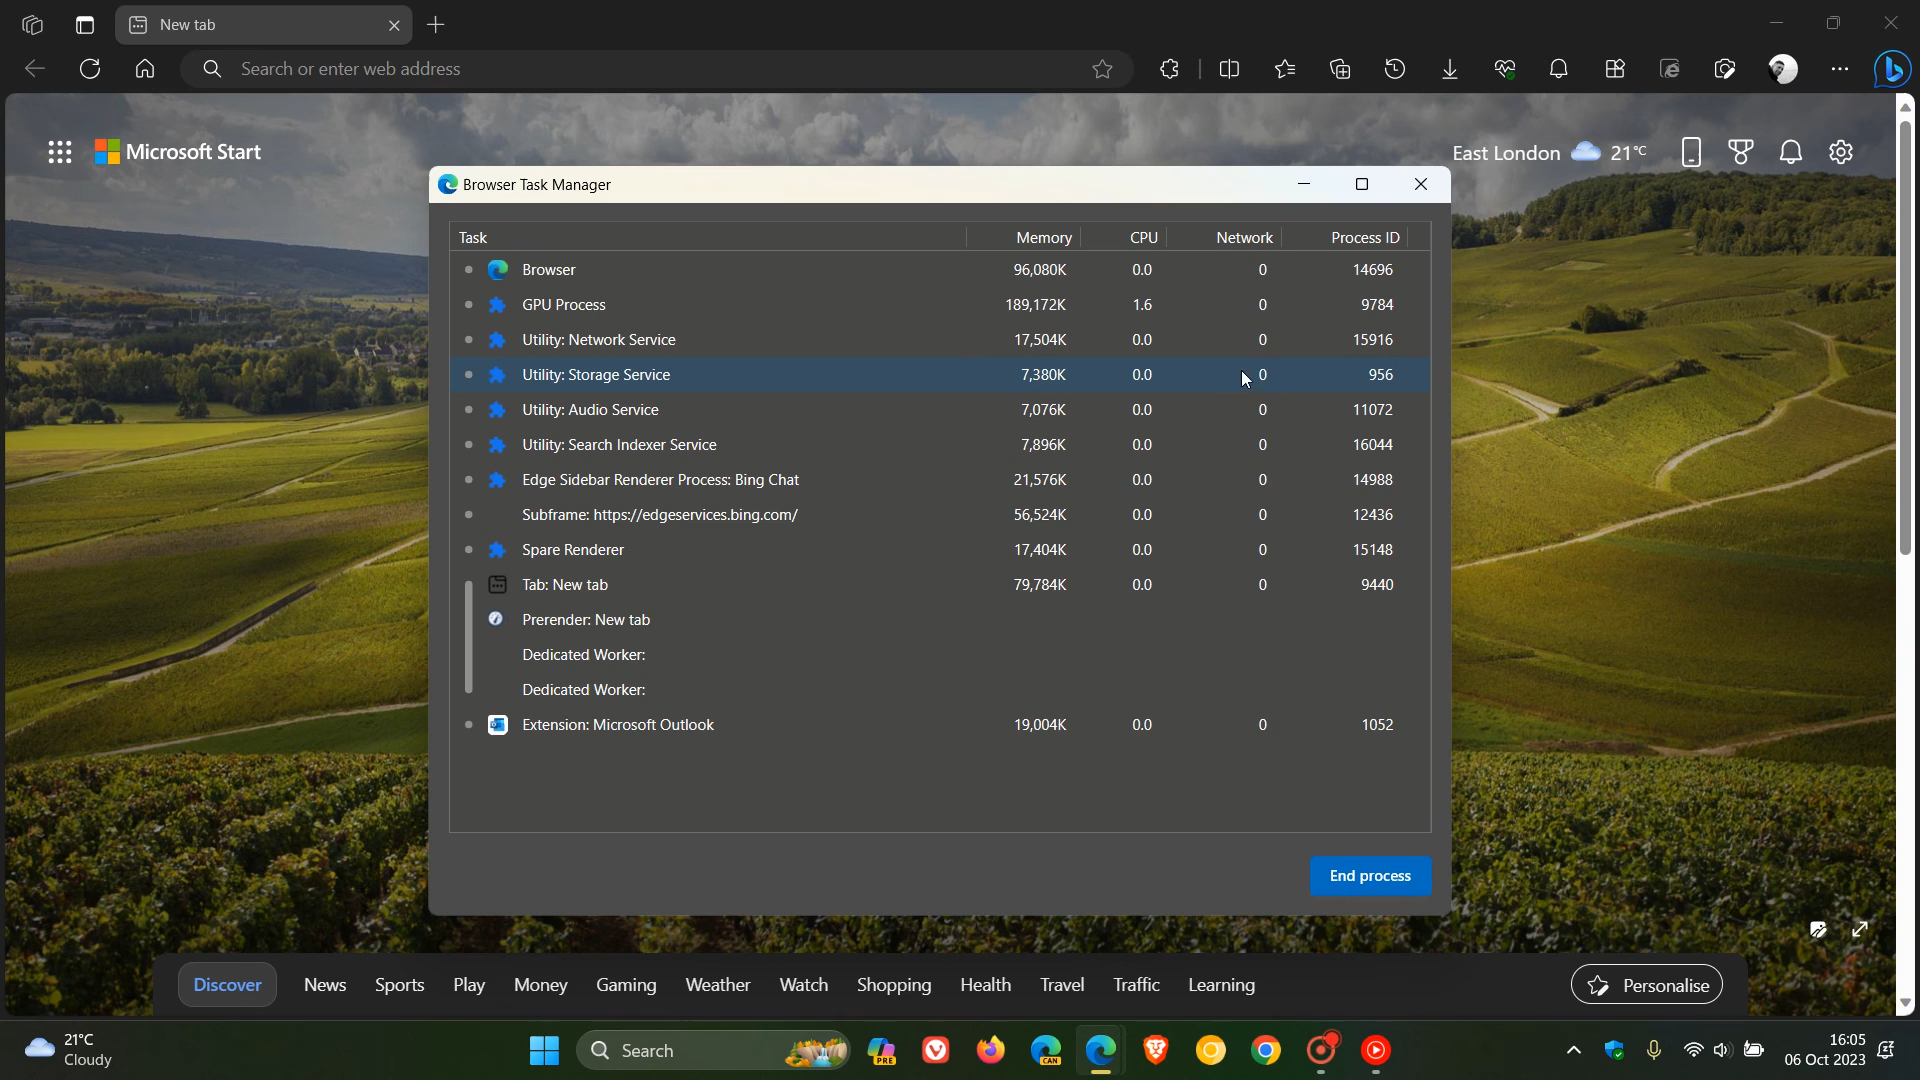 New tab
Search or enter web address
Microsoft Start
East London 21°C
Browser Task Manager
Task Memory CPU Network Process ID
Browser 96,080K 0.0 0 14696
GPU Process 189,172K 1.6 0 9784
Utility: Network Service 17,504K 0.0 0 15916
Utility: Storage Service 7,380K 0.0 0 956
Utility: Audio Service 7,076K 0.0 0 11072
Utility: Search Indexer Service 7,896K 0.0 0 16044
Edge Sidebar Renderer Process: Bing Chat 21,576K 0.0 0 14988
Subframe: https://edgeservices.bing.com/ 56,524K 0.0 0 12436
Spare Renderer 17,404K 0.0 0 15148
Tab: New tab 79,784K 0.0 0 9440
Prerender: New tab
Dedicated Worker:
Dedicated Worker:
Extension: Microsoft Outlook 19,004K 0.0 0 1052
End process
Discover News Sports Play Money Gaming Weather Watch Shopping Health Travel Traffic Learning Personalise
21°C
Cloudy
Search
PRE
CAN
16:05
06 Oct 2023